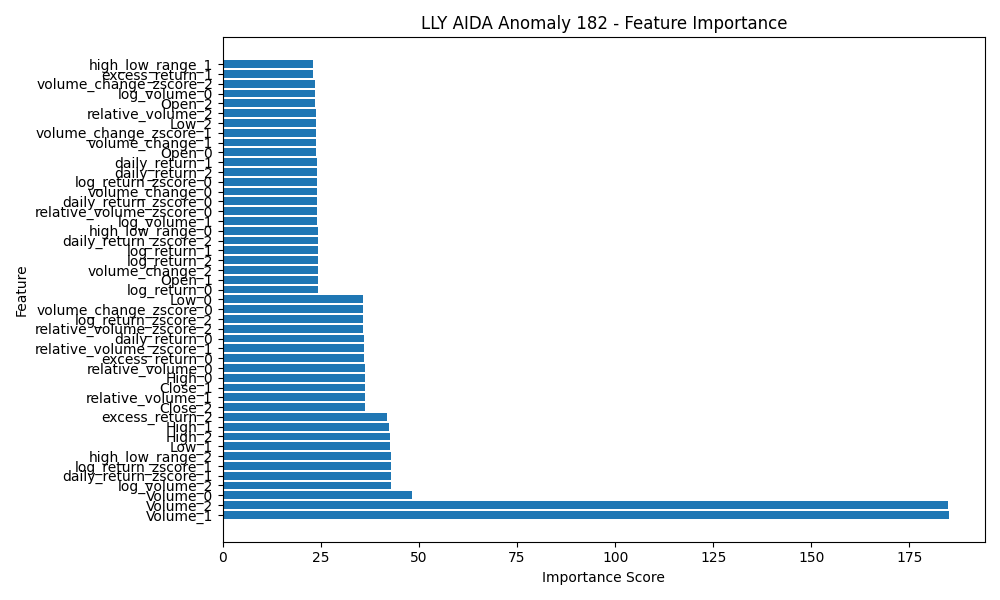 LLY AIDA Anomaly 182 - Feature Importance
high_low_range_1
excess_return_1
volume_change_zscore_2
log_volume_0
Open_2
relative_volume_2
Low_2
volume_change_zscore_1
volume_change_1
Open_0
daily_return_1
daily_return_2
log_return_zscore_0
volume_change_0
daily_return_zscore_0
relative_volume_zscore_0
log_volume_1
high_low_range_0
daily_return_zscore_2
log_return_1
log_return_2
volume_change_2
Open_1
log_return_0
Low_0
volume_change_zscore_0
log_return_zscore_2
relative_volume_zscore_2
daily_return_0
relative_volume_zscore_1
excess_return_0
relative_volume_0
High_0
Close_1
relative_volume_1
Close_2
excess_return_2
High_1
High_2
Low_1
high_low_range_2
log_return_zscore_1
daily_return_zscore_1
log_volume_2
Volume_0
Volume_2
Volume_1
Feature
0 25 50 75 100 125 150 175
Importance Score